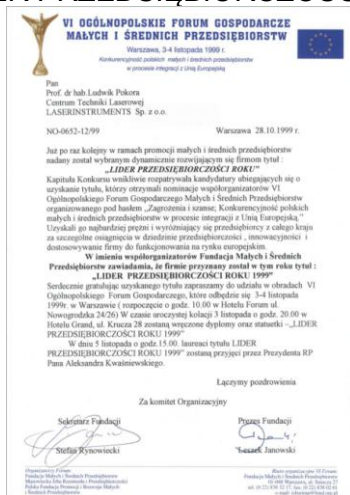 VI OGÓLNOPOLSKIE FORUM GOSPODARCZE
MAŁYCH I ŚREDNICH PRZEDSIĘBIORSTW
Warszawa, 3-4 listopada 1999 r.
Konkurencyjność polskich małych i średnich przedsiębiorstw
w procesie integracji z Unią Europejską
Pan
Prof. dr hab.Ludwik Pokora
Centrum Techniki Laserowej
LASERINSTRUMENTS Sp. z o.o.
NO-0652-12/99 Warszawa 28.10.1999 r.
Już po raz kolejny w ramach promocji małych i średnich przedsiębiorstw
nadany został wybranym dynamicznie rozwijającym się firmom tytuł :
„LIDER PRZEDSIĘBIORCZOŚCI ROKU"
Kapituła Konkursu wnikliwie rozpatrywała kandydatury ubiegających się o
uzyskanie tytułu, którzy otrzymali nominacje współorganizatorów VI
Ogólnopolskiego Forum Gospodarczego Małych i Średnich Przedsiębiorstw
organizowanego pod hasłem „Zagrożenia i szanse; Konkurencyjność polskich
małych i średnich przedsiębiorstw w procesie integracji z Unią Europejską."
Uzyskali go najbardziej prężni i wyróżniający się przedsiębiorcy z całego kraju
za szczególne osiągnięcia w dziedzinie przedsiębiorczości , innowacyjności i
dostosowywanie firmy do funkcjonowania na rynku europejskim.
W imieniu współorganizatorów Fundacja Małych i Średnich
Przedsiębiorstw zawiadamia, że firmie przyznany został w tym roku tytuł :
„LIDER PRZEDSIĘBIORCZOŚCI ROKU 1999"
Serdecznie gratulując uzyskanego tytułu zapraszamy do udziału w obradach VI
Ogólnopolskiego Forum Gospodarczego, które odbędzie się 3-4 listopada
1999r. w Warszawie ( rozpoczęcie o godz. 10.00 w Hotelu Forum ul.
Nowogrodzka 24/26) W czasie uroczystej kolacji 3 listopada o godz. 20.00 w
Hotelu Grand, ul. Krucza 28 zostaną wręczone dyplomy oraz statuetki -„LIDER
PRZEDSIĘBIORCZOŚCI ROKU 1999"
W dniu 5 listopada o godz.15.00. laureaci tytułu LIDER
PRZEDSIĘBIORCZOŚCI ROKU 1999" zostaną przyjęci przez Prezydenta RP
Pana Aleksandra Kwaśniewskiego.
Łączymy pozdrowienia
Za komitet Organizacyjny
Sekretarz Fundacji Prezes Fundacji
Stefan Rynowiecki Leszek Janowski
Organizatorzy Forum:
Fundacja Małych i Średnich Przedsiębiorstw